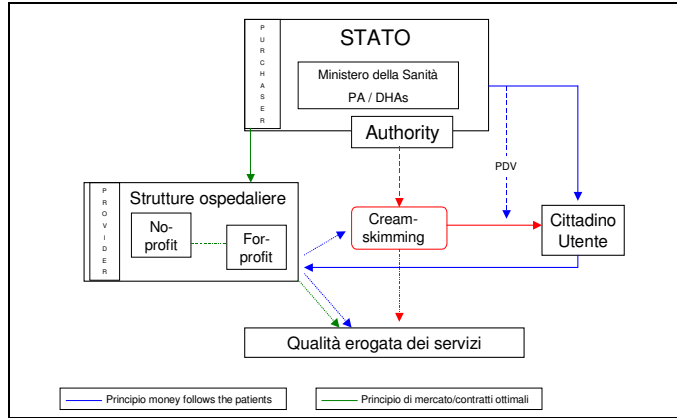 PURCHASER
STATO
Ministero della Sanità
PA / DHAs
Authority
PDV
PROVIDER
Strutture ospedaliere
No-
profit
For-
profit
Cream-
skimming
Cittadino
Utente
Qualità erogata dei servizi
Principio money follows the patients
Principio di mercato/contratti ottimali